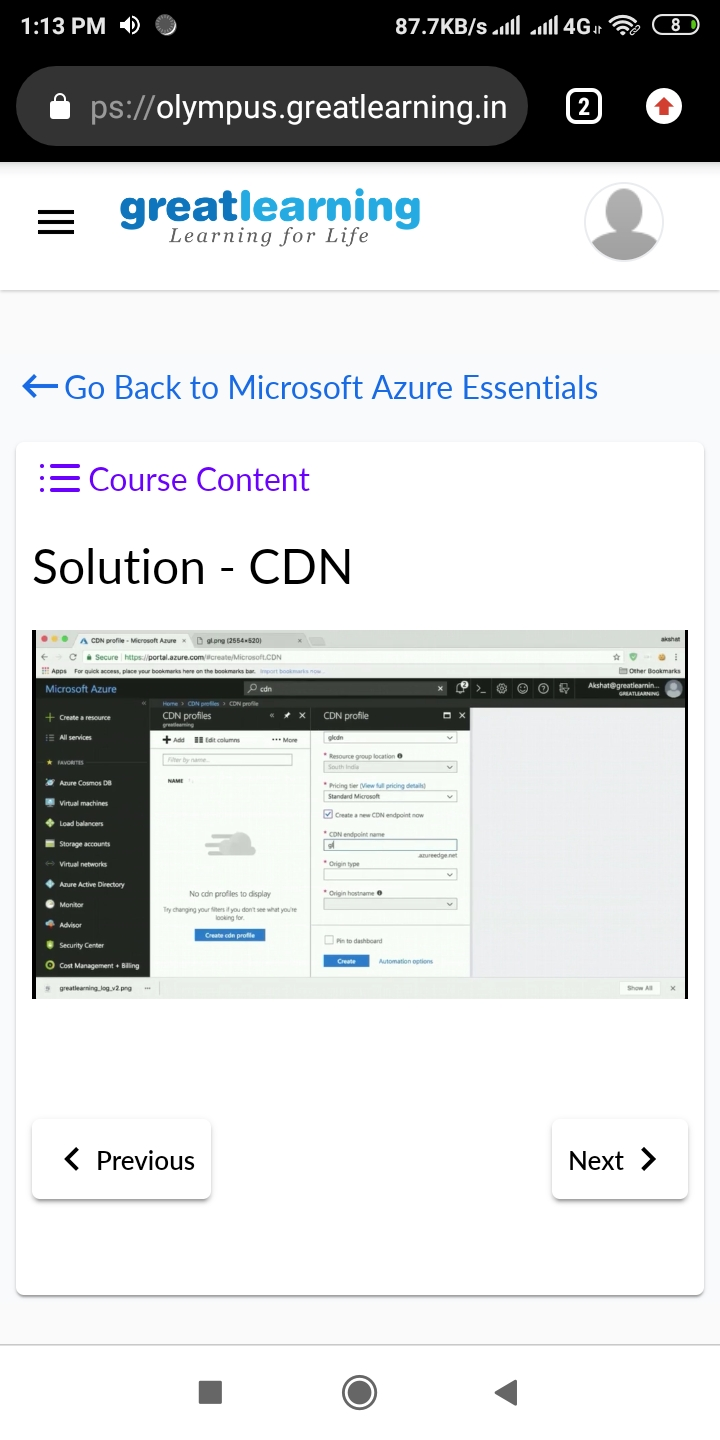 1:13 PM 87.7KB/s 4G 8
ps://olympus.greatlearning.in 2
greatlearning
Learning for Life
Go Back to Microsoft Azure Essentials
Course Content
Solution - CDN
CDN profile - Microsoft Azure × gl.png (2554×520) × akshat
Secure https://portal.azure.com/#create/Microsoft.CDN
Apps For quick access, place your bookmarks here on the bookmarks bar. Import bookmarks now... Other Bookmarks
Microsoft Azure cdn × 2 Akshat@greatlearnin...
GREATLEARNING
Home > CDN profiles > CDN profile
Create a resource
All services
FAVORITES
Azure Cosmos DB
Virtual machines
Load balancers
Storage accounts
Virtual networks
Azure Active Directory
Monitor
Advisor
Security Center
Cost Management + Billing
CDN profiles
greatlearning
Add Edit columns ••• More
Filter by name...
NAME
No cdn profiles to display
Try changing your filters if you don't see what you're
looking for.
Create cdn profile
CDN profile
glcdn
* Resource group location
South India
* Pricing tier (View full pricing details)
Standard Microsoft
Create a new CDN endpoint now
* CDN endpoint name
gl
.azureedge.net
* Origin type
* Origin hostname
Pin to dashboard
Create Automation options
greatlearning_log_v2.png Show All ×
Previous Next